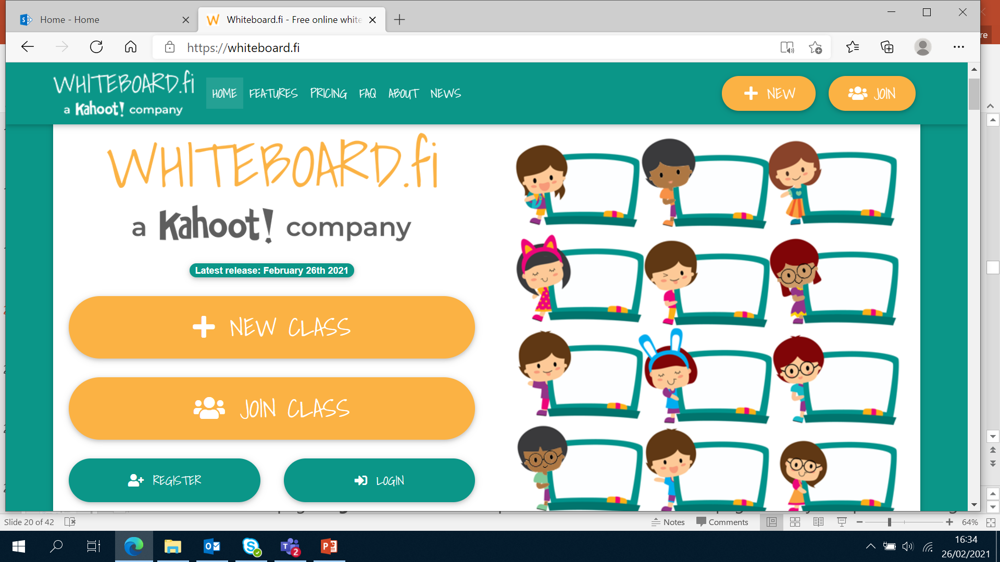 Home - Home
Whiteboard.fi - Free online white
re
https://whiteboard.fi
WHITEBOARD.fi
a Kahoot! company
HOME FEATURES PRICING FAQ ABOUT NEWS
NEW JOIN
WHITEBOARD.fi
a Kahoot! company
Latest release: February 26th 2021
NEW CLASS
JOIN CLASS
REGISTER LOGIN
Slide 20 of 42 Notes Comments 64%
2
16:34
26/02/2021